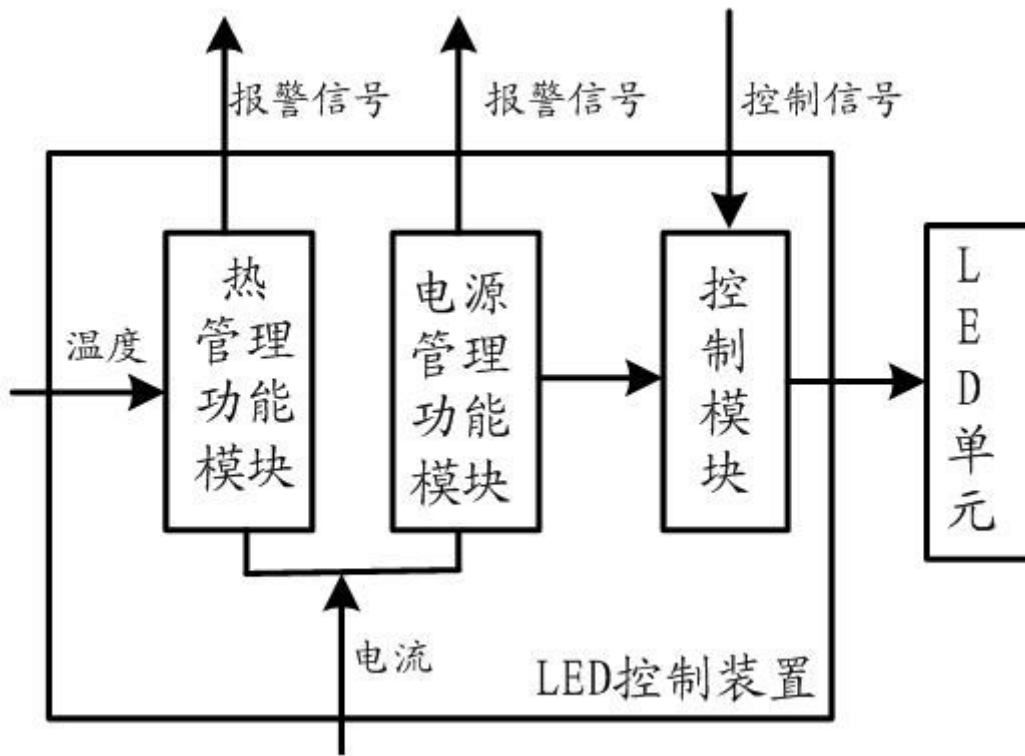 报警信号
报警信号
控制信号
温度
热
管理
功能
模块
电源
管理
功能
模块
控
制
模
块
L
E
D
单
元
电流
LED控制装置